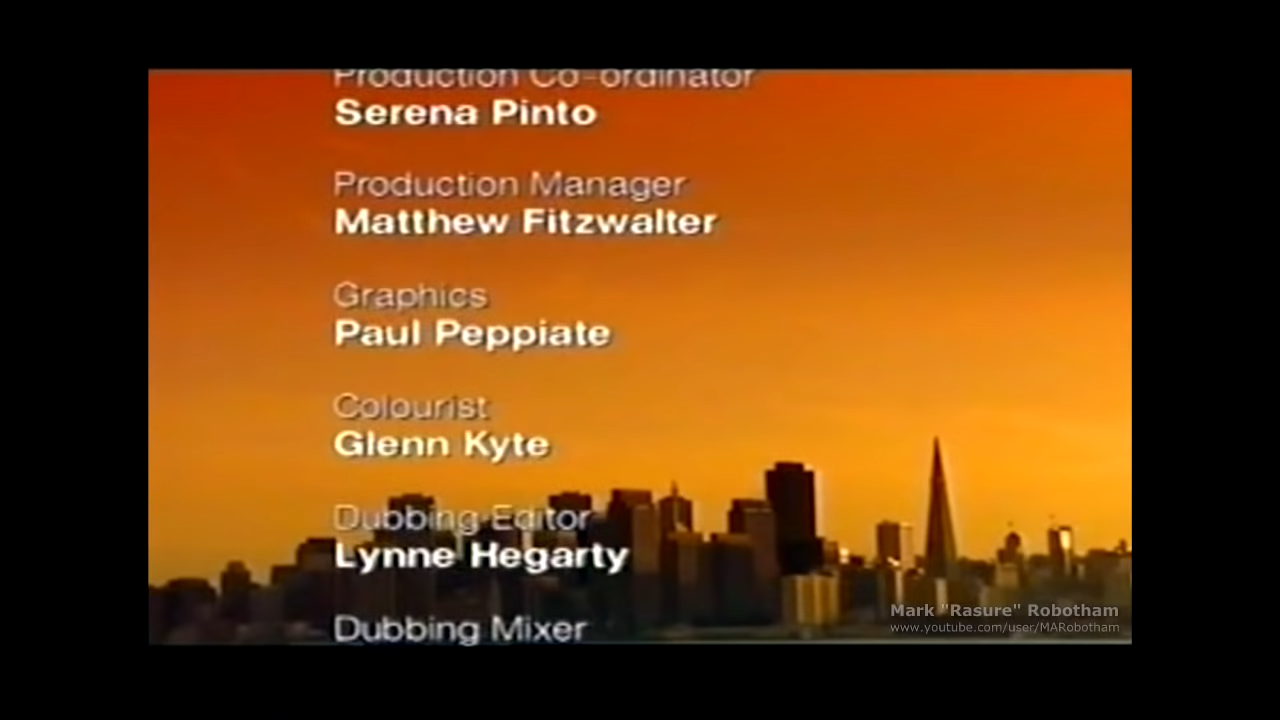 Production Co-ordinator
Serena Pinto
Production Manager
Matthew Fitzwalter
Graphics
Paul Peppiate
Colourist
Glenn Kyte
Dubbing Editor
Lynne Hegarty
Dubbing Mixer
Mark "Rasure" Robotham
www.youtube.com/user/MARobotham